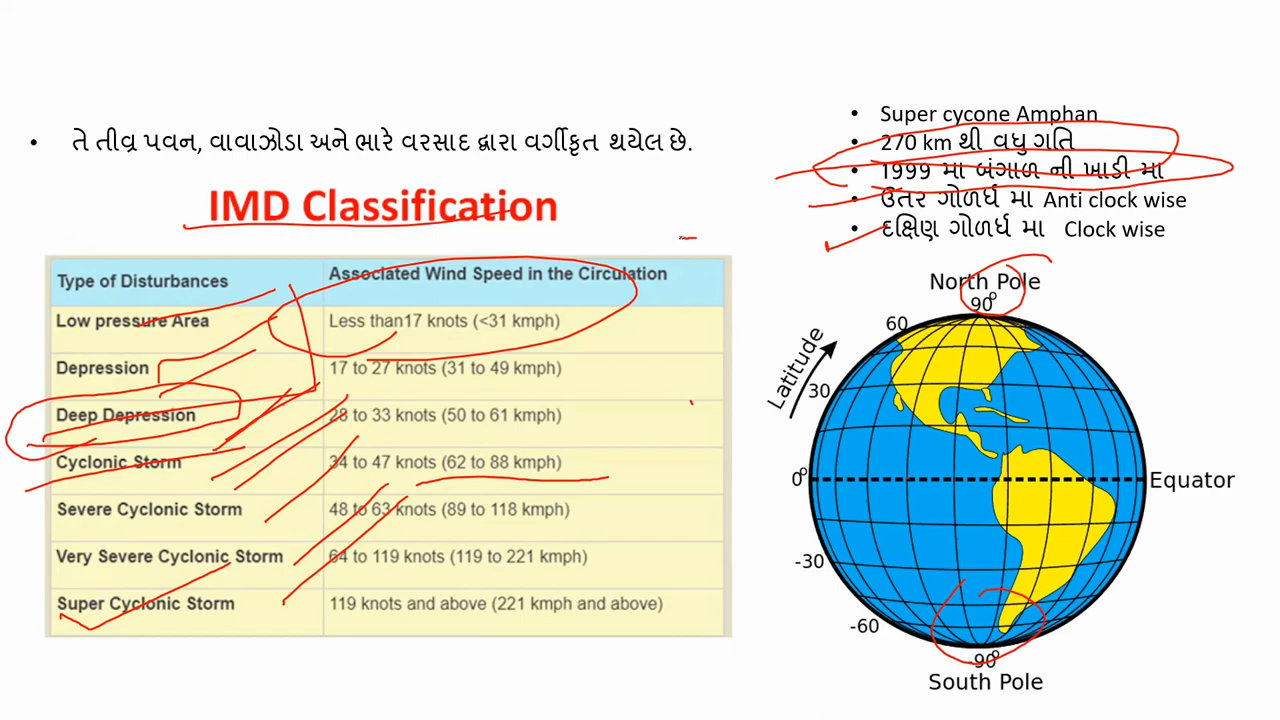 • તે તીવ્ર પવન, વાવાઝોડા અને ભારે વરસાદ દ્વારા વર્ગીકૃત થયેલ છે.
IMD Classification
Type of Disturbances Associated Wind Speed in the Circulation
Low pressure Area Less than17 knots (<31 kmph)
Depression 17 to 27 knots (31 to 49 kmph)
Deep Depression 28 to 33 knots (50 to 61 kmph)
Cyclonic Storm 34 to 47 knots (62 to 88 kmph)
Severe Cyclonic Storm 48 to 63 knots (89 to 118 kmph)
Very Severe Cyclonic Storm 64 to 119 knots (119 to 221 kmph)
Super Cyclonic Storm 119 knots and above (221 kmph and above)
• Super cycone Amphan
• 270 km થી વધુ ગતિ
• 1999 મા બંગાળ ની ખાડી મા
• ઉતર ગોળર્ધ મા Anti clock wise
• દક્ષિણ ગોળર્ધ મા Clock wise
North Pole
90°
60
Latitude
30
0° Equator
-30
-60
-90°
South Pole